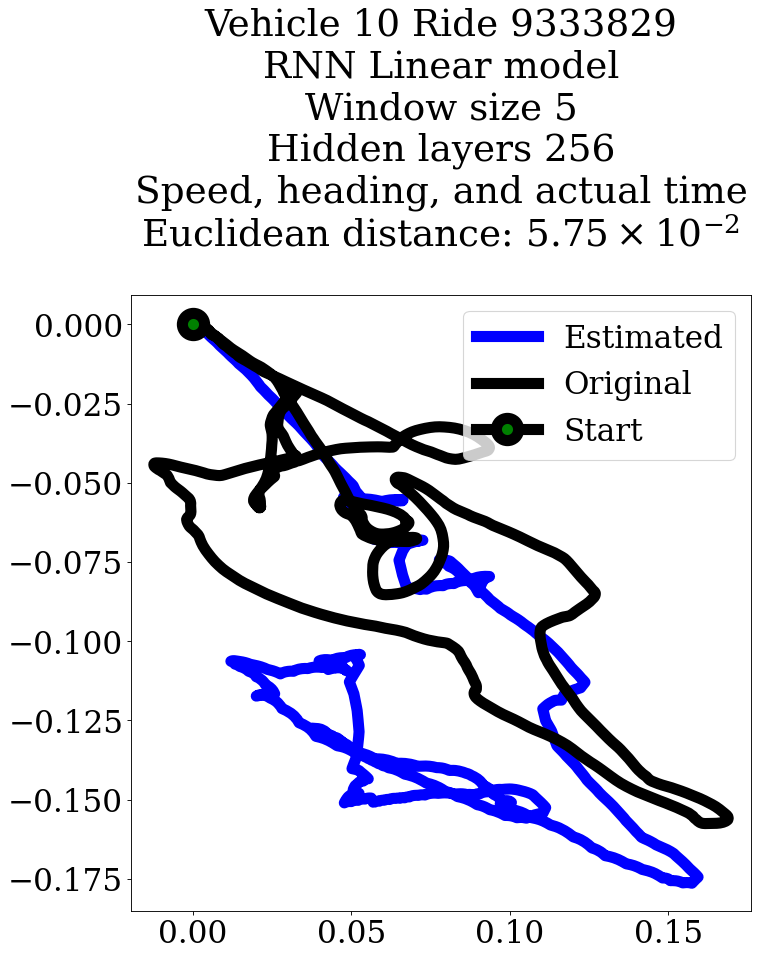 Vehicle 10 Ride 9333829
RNN Linear model
Window size 5
Hidden layers 256
Speed, heading, and actual time
Euclidean distance: 5.75 × 10⁻²
Estimated
Original
Start
0.000
−0.025
−0.050
−0.075
−0.100
−0.125
−0.150
−0.175
0.00 0.05 0.10 0.15